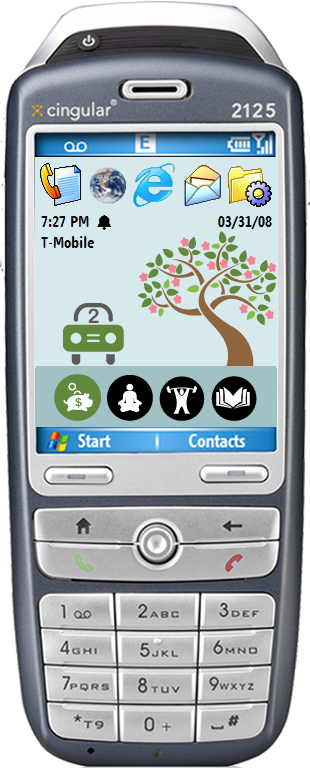 cingular®
2125
E
7:27 PM 03/31/08
T-Mobile
2
$
Start Contacts
1
2ABC 3DEF
4GHI 5JKL 6MNO
7PQRS 8TUV 9WXYZ
*T9 0 + #